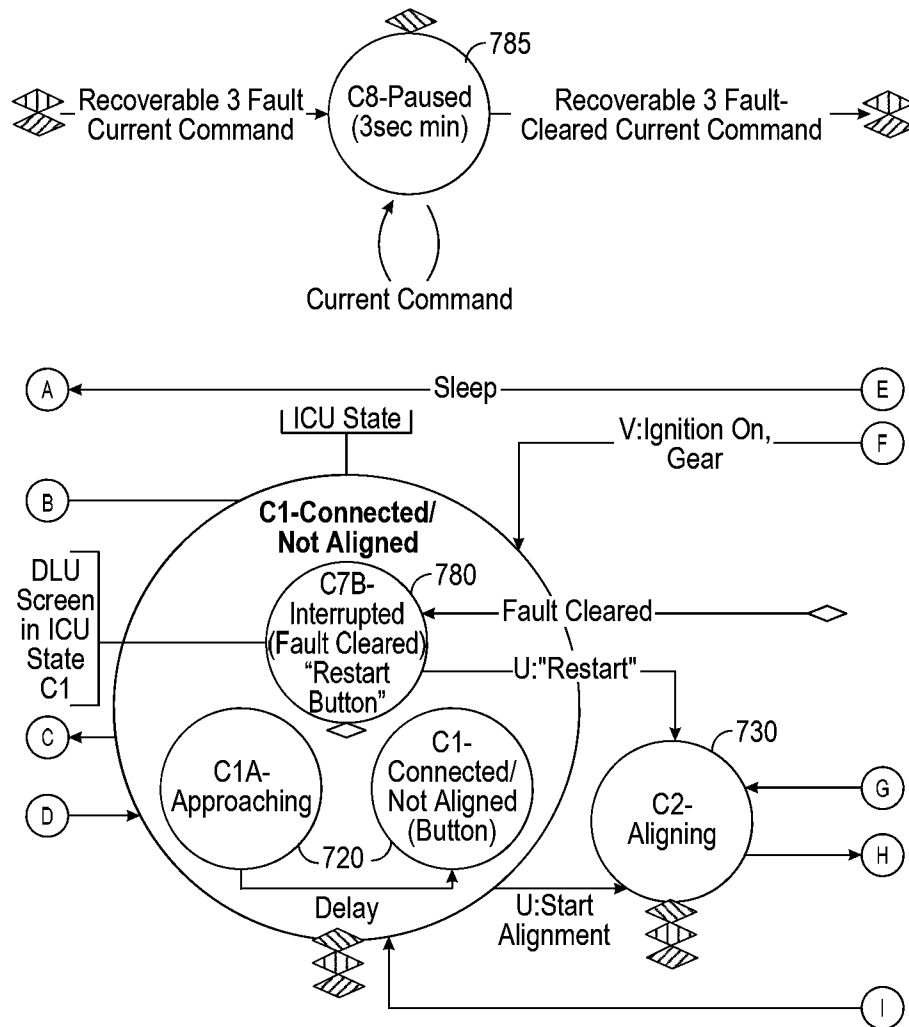 785
C8-Paused
(3sec min)
Recoverable 3 Fault
Current Command
Recoverable 3 Fault-
Cleared Current Command
Current Command
A
Sleep
E
ICU State
V:Ignition On,
Gear
F
B
C1-Connected/
Not Aligned
DLU
Screen
in ICU
State
C1
C7B-
Interrupted
(Fault Cleared)
“Restart
Button”
780
Fault Cleared
U:"Restart"
C
C1A-
Approaching
C1-
Connected/
Not Aligned
(Button)
730
C2-
Aligning
G
D
720
H
Delay
U:Start
Alignment
I